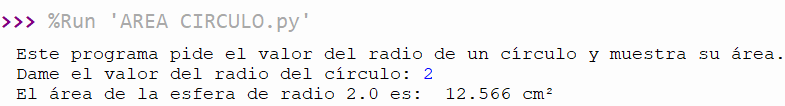 >>> %Run 'AREA CIRCULO.py'
Este programa pide el valor del radio de un círculo y muestra su área.
Dame el valor del radio del círculo: 2
El área de la esfera de radio 2.0 es:  12.566 cm²